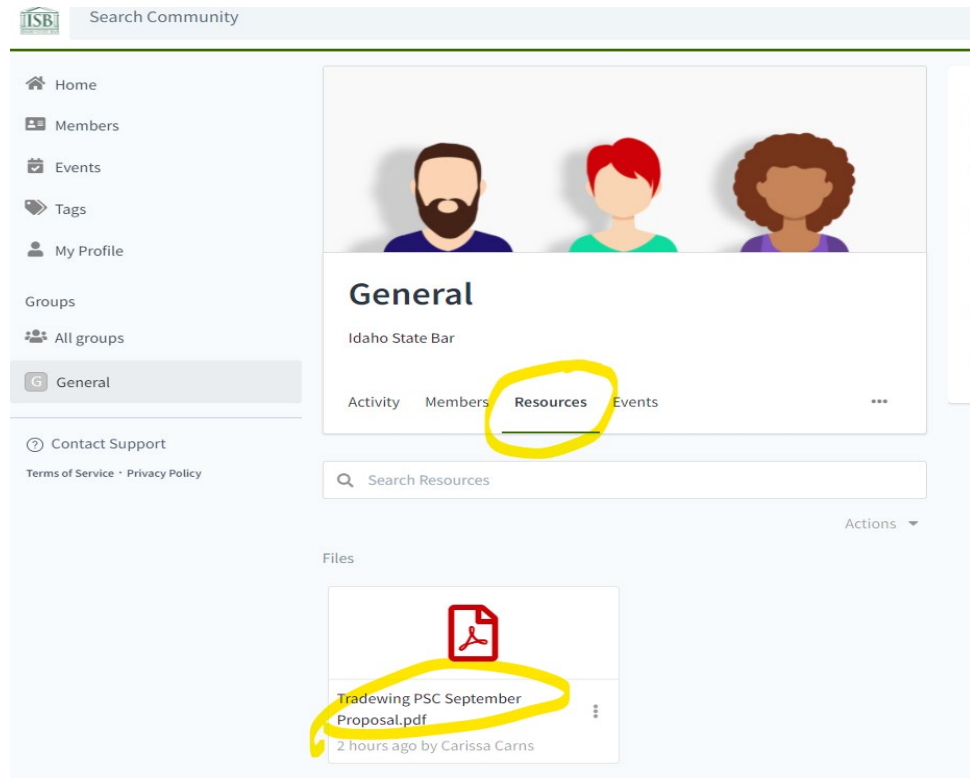 ISB
Search Community
Home
Members
Events
Tags
My Profile
Groups
All groups
G General
Contact Support
Terms of Service · Privacy Policy
General
Idaho State Bar
Activity Members Resources Events
Search Resources
Actions
Files
Tradewing PSC September
Proposal.pdf
2 hours ago by Carissa Carns